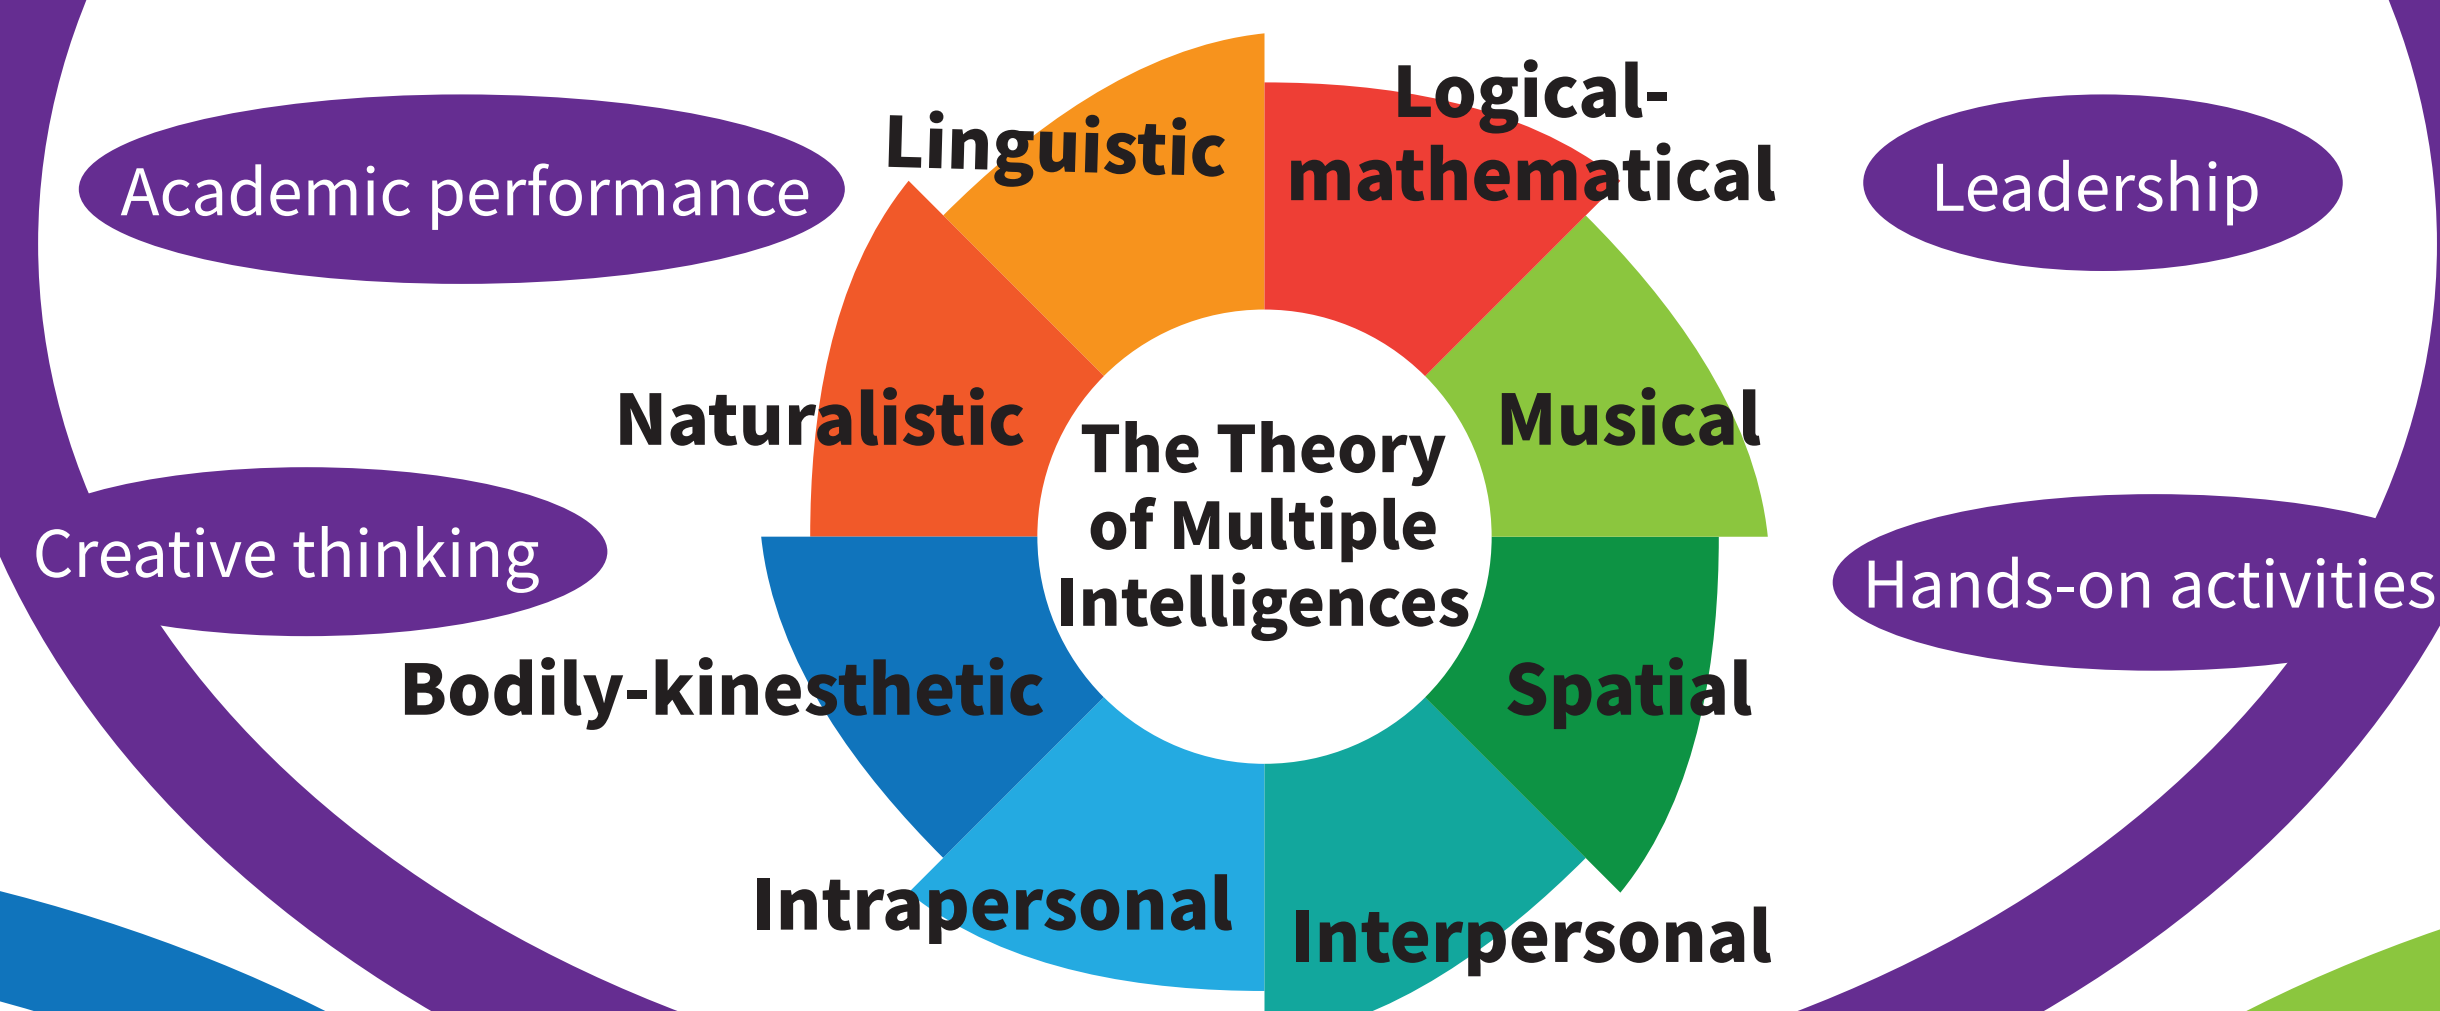 Academic performance
Linguistic
Logical-
mathematical
Leadership
Naturalistic
Musical
The Theory
of Multiple
Intelligences
Creative thinking
Hands-on activities
Bodily-kinesthetic
Spatial
Intrapersonal
Interpersonal